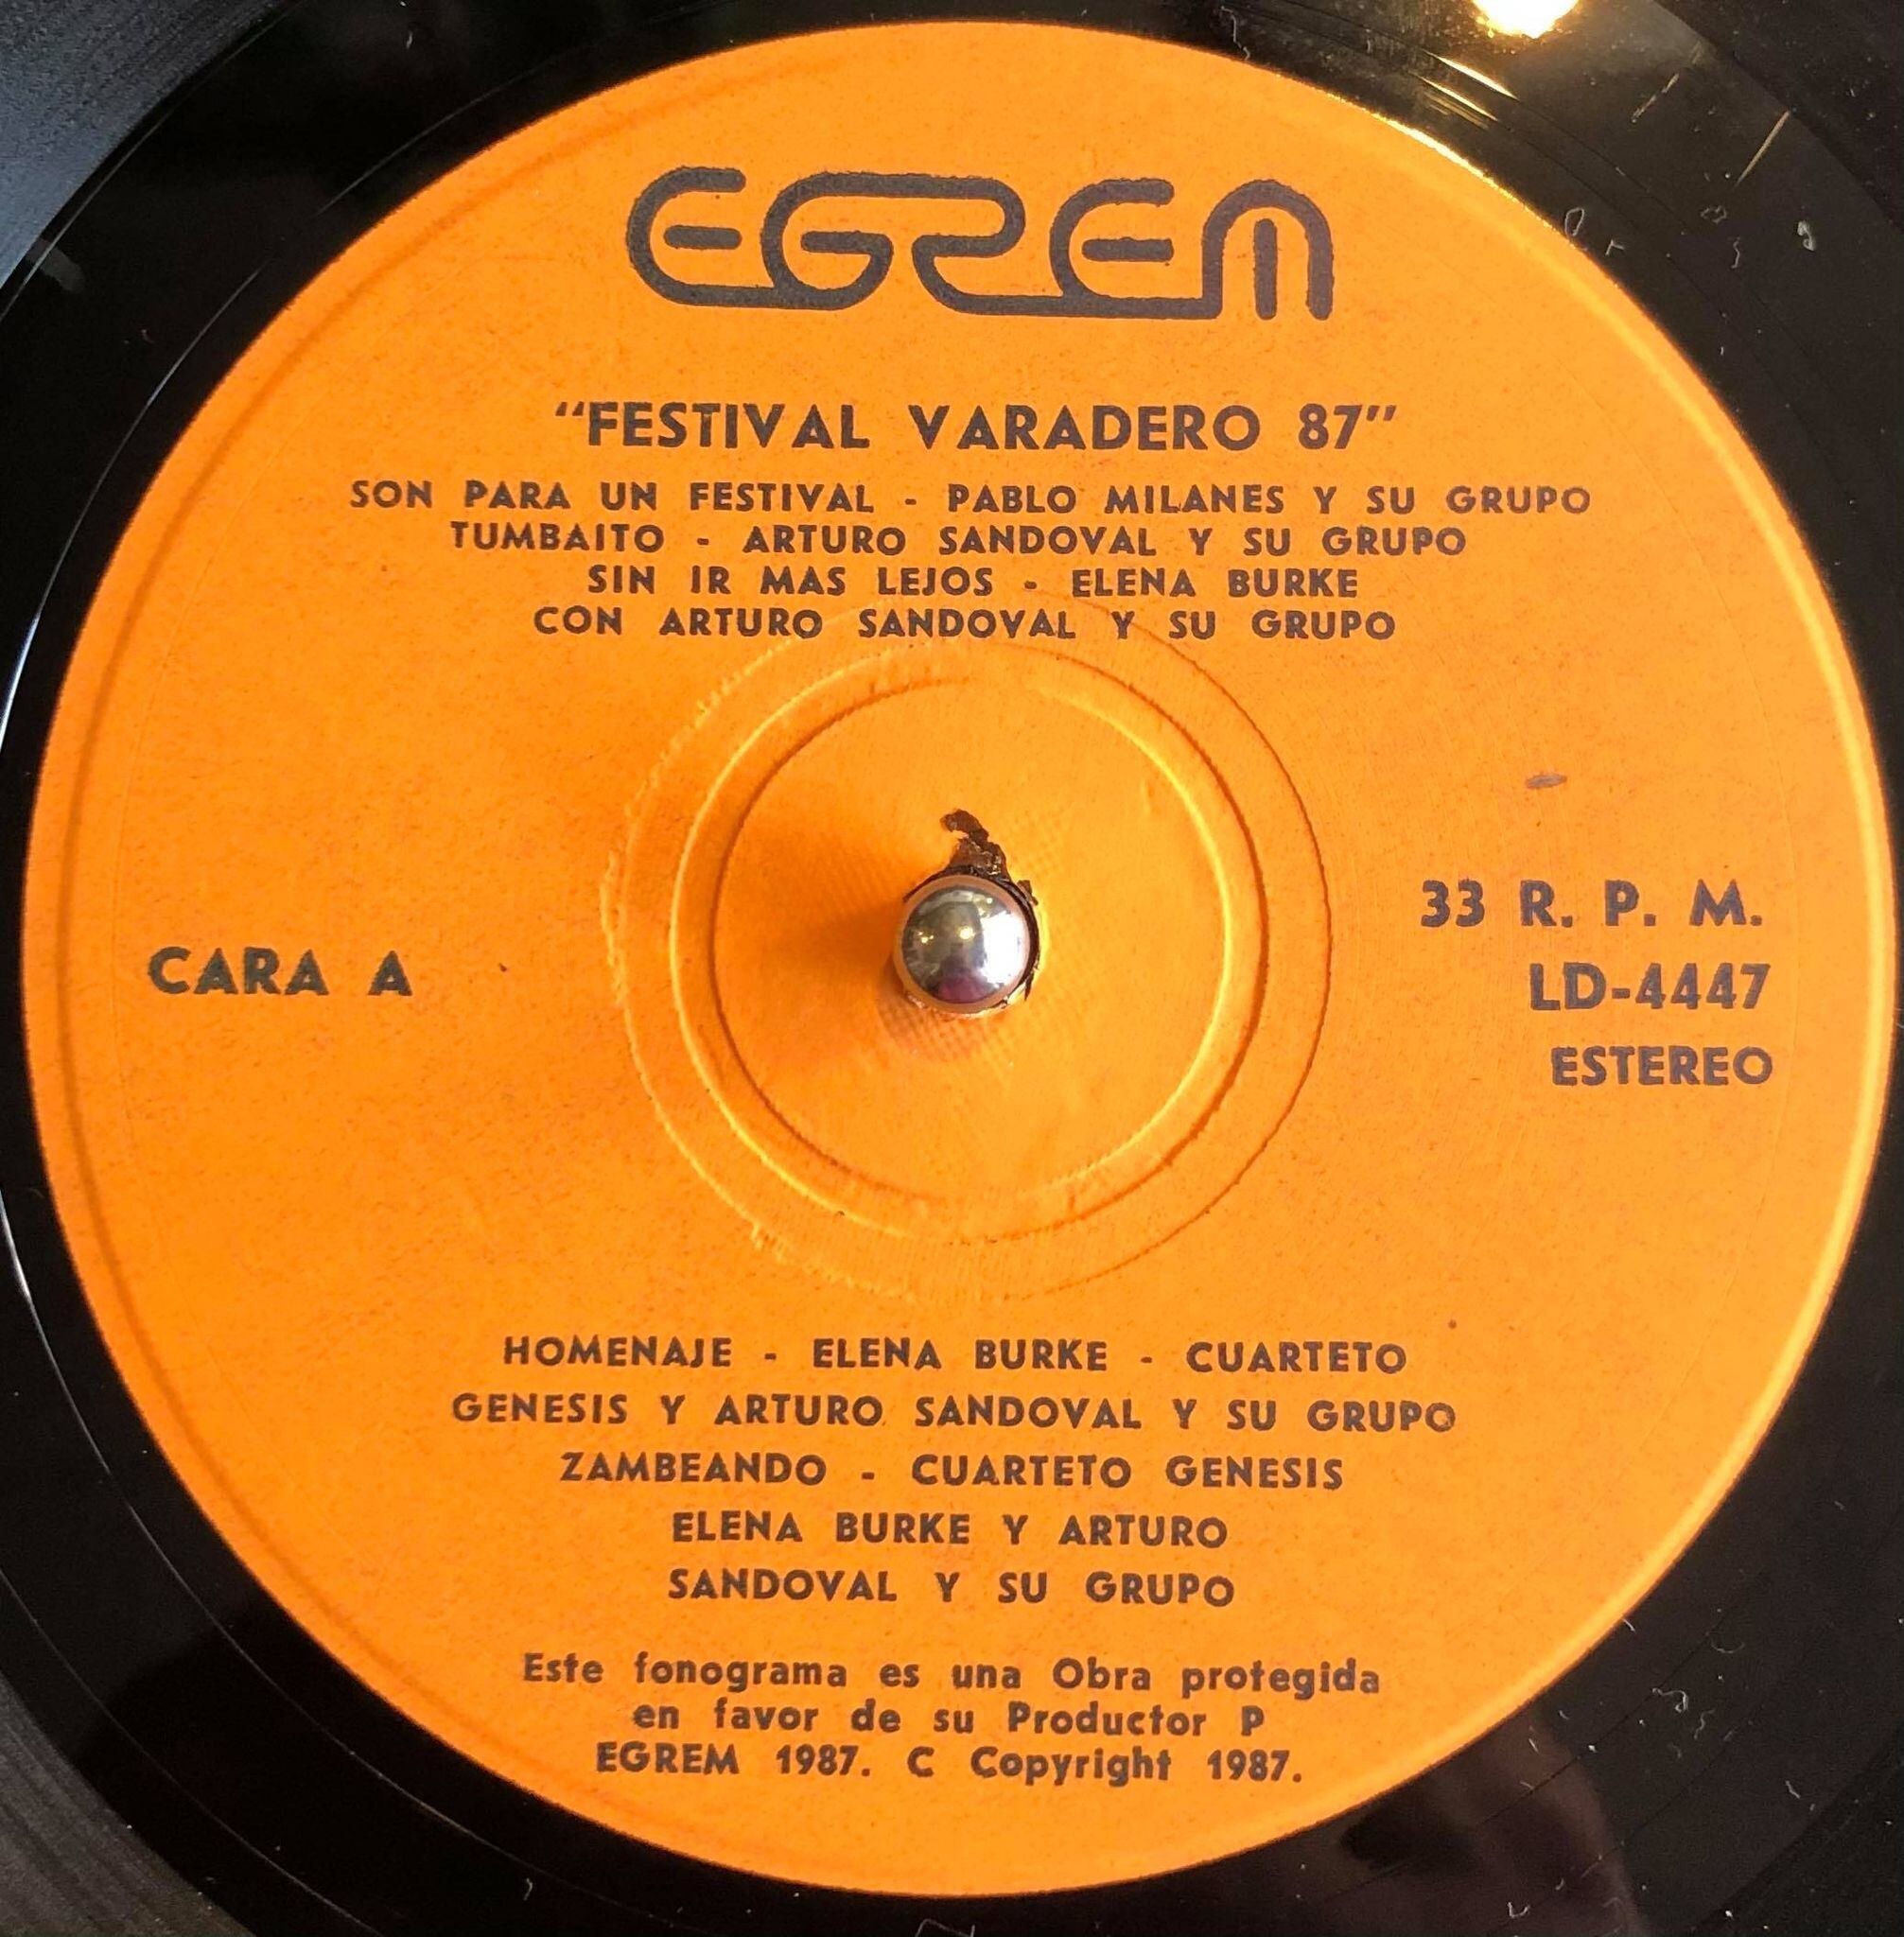 EGREM
“FESTIVAL VARADERO 87”
SON PARA UN FESTIVAL - PABLO MILANES Y SU GRUPO
TUMBAITO - ARTURO SANDOVAL Y SU GRUPO
SIN IR MAS LEJOS - ELENA BURKE
CON ARTURO SANDOVAL Y SU GRUPO
CARA A
33 R. P. M.
LD-4447
ESTEREO
HOMENAJE - ELENA BURKE - CUARTETO
GENESIS Y ARTURO SANDOVAL Y SU GRUPO
ZAMBEANDO - CUARTETO GENESIS
ELENA BURKE Y ARTURO
SANDOVAL Y SU GRUPO
Este fonograma es una Obra protegida
en favor de su Productor P
EGREM 1987. C Copyright 1987.